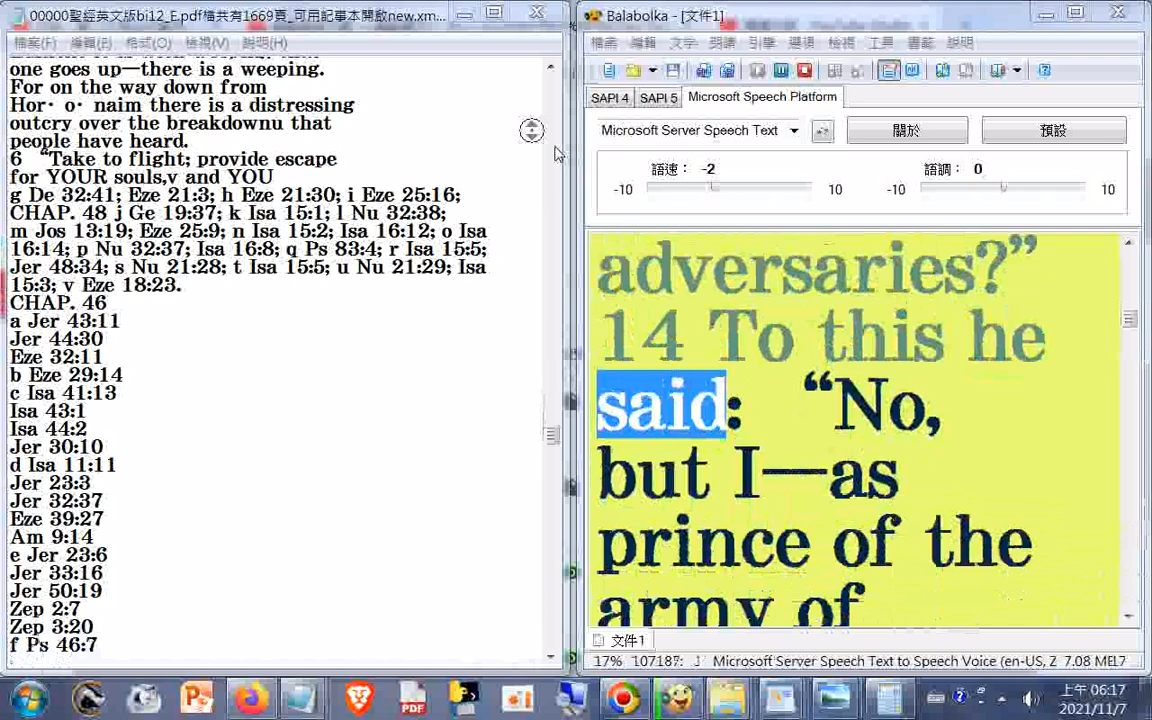 00000聖經英文版bi12_E.pdf檔共有1669頁_可用記事本開啟new.xm...
檔案(F) 編輯(E) 格式(O) 檢視(V) 說明(H)
one goes up—there is a weeping.
For on the way down from
Hor· o· naim there is a distressing
outcry over the breakdownu that
people have heard.
6 “Take to flight; provide escape
for YOUR souls,v and YOU
g De 32:41; Eze 21:3; h Eze 21:30; i Eze 25:16;
CHAP. 48 j Ge 19:37; k Isa 15:1; l Nu 32:38;
m Jos 13:19; Eze 25:9; n Isa 15:2; Isa 16:12; o Isa
16:14; p Nu 32:37; Isa 16:8; q Ps 83:4; r Isa 15:5;
Jer 48:34; s Nu 21:28; t Isa 15:5; u Nu 21:29; Isa
15:3; v Eze 18:23.
CHAP. 46
a Jer 43:11
Jer 44:30
Eze 32:11
b Eze 29:14
c Isa 41:13
Isa 43:1
Isa 44:2
Jer 30:10
d Isa 11:11
Jer 23:3
Jer 32:37
Eze 39:27
Am 9:14
e Jer 23:6
Jer 33:16
Jer 50:19
Zep 2:7
Zep 3:20
f Ps 46:7
Balabolka - [文件1]
檔案 編輯 文字 朗讀 引擎 選項 檢視 工具 書籤 說明
SAPI 4 SAPI 5 Microsoft Speech Platform
Microsoft Server Speech Text 關於 預設
語速： -2 語調： 0
-10 10 -10 10
adversaries?”
14 To this he
said: “No,
but I—as
prince of the
army of
文件1
17% 107187: Microsoft Server Speech Text to Speech Voice (en-US, Z 7.08 MB
上午 06:17
2021/11/7